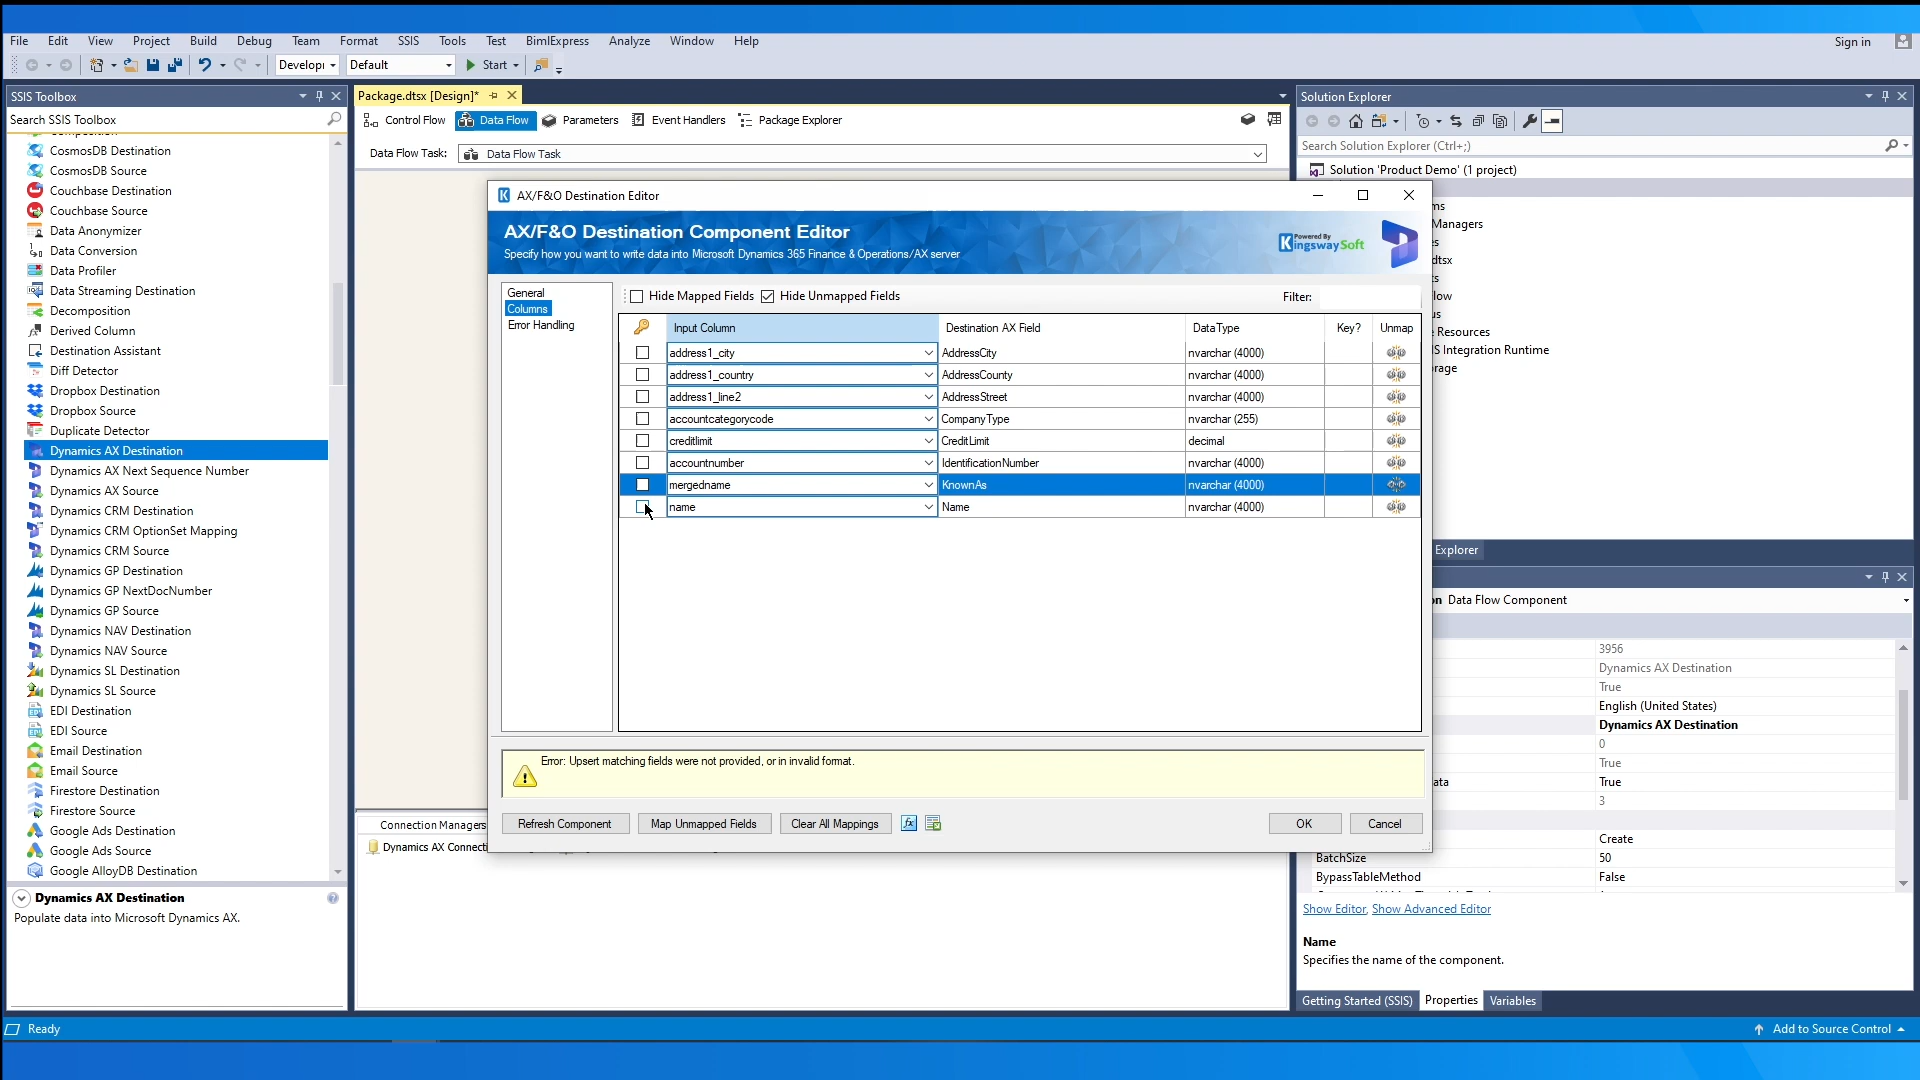 File Edit View Project Build Debug Team Format SSIS Tools Test BimlExpress Analyze Window Help
Sign in
Default Start
SSIS Toolbox
Search SSIS Toolbox
CosmosDB Destination
CosmosDB Source
Couchbase Destination
Couchbase Source
Data Anonymizer
Data Conversion
Data Profiler
Data Streaming Destination
Decomposition
Derived Column
Destination Assistant
Diff Detector
Dropbox Destination
Dropbox Source
Duplicate Detector
Dynamics AX Destination
Dynamics AX Next Sequence Number
Dynamics AX Source
Dynamics CRM Destination
Dynamics CRM OptionSet Mapping
Dynamics CRM Source
Dynamics GP Destination
Dynamics GP NextDocNumber
Dynamics GP Source
Dynamics NAV Destination
Dynamics NAV Source
Dynamics SL Destination
Dynamics SL Source
EDI Destination
EDI Source
Email Destination
Email Source
Firestore Destination
Firestore Source
Google Ads Destination
Google Ads Source
Google AlloyDB Destination
Dynamics AX Destination
Populate data into Microsoft Dynamics AX.
Package.dtsx [Design]*
Control Flow Data Flow Parameters Event Handlers Package Explorer
Data Flow Task: Data Flow Task
AX/F&O Destination Editor
AX/F&O Destination Component Editor
Specify how you want to write data into Microsoft Dynamics 365 Finance & Operations/AX server
Powered By
KingswaySoft
General
Columns
Error Handling
Hide Mapped Fields Hide Unmapped Fields Filter:
Input Column Destination AX Field DataType Key? Unmap
address1_city AddressCity nvarchar (4000)
address1_country AddressCounty nvarchar (4000)
address1_line2 AddressStreet nvarchar (4000)
accountcategorycode CompanyType nvarchar (255)
creditlimit CreditLimit decimal
accountnumber IdentificationNumber nvarchar (4000)
mergedname KnownAs nvarchar (4000)
name Name nvarchar (4000)
Error: Upsert matching fields were not provided, or in invalid format.
Refresh Component Map Unmapped Fields Clear All Mappings fx OK Cancel
Connection Managers
Dynamics AX Connecti
Solution Explorer
Search Solution Explorer (Ctrl+;)
Solution 'Product Demo' (1 project)
ms
Managers
es
dtsx
ts
low
us
Resources
IS Integration Runtime
rage
Explorer
on Data Flow Component
3956
Dynamics AX Destination
True
English (United States)
Dynamics AX Destination
0
True
ata True
3
Create
BatchSize 50
BypassTableMethod False
Show Editor, Show Advanced Editor
Name
Specifies the name of the component.
Getting Started (SSIS) Properties Variables
Ready
Add to Source Control